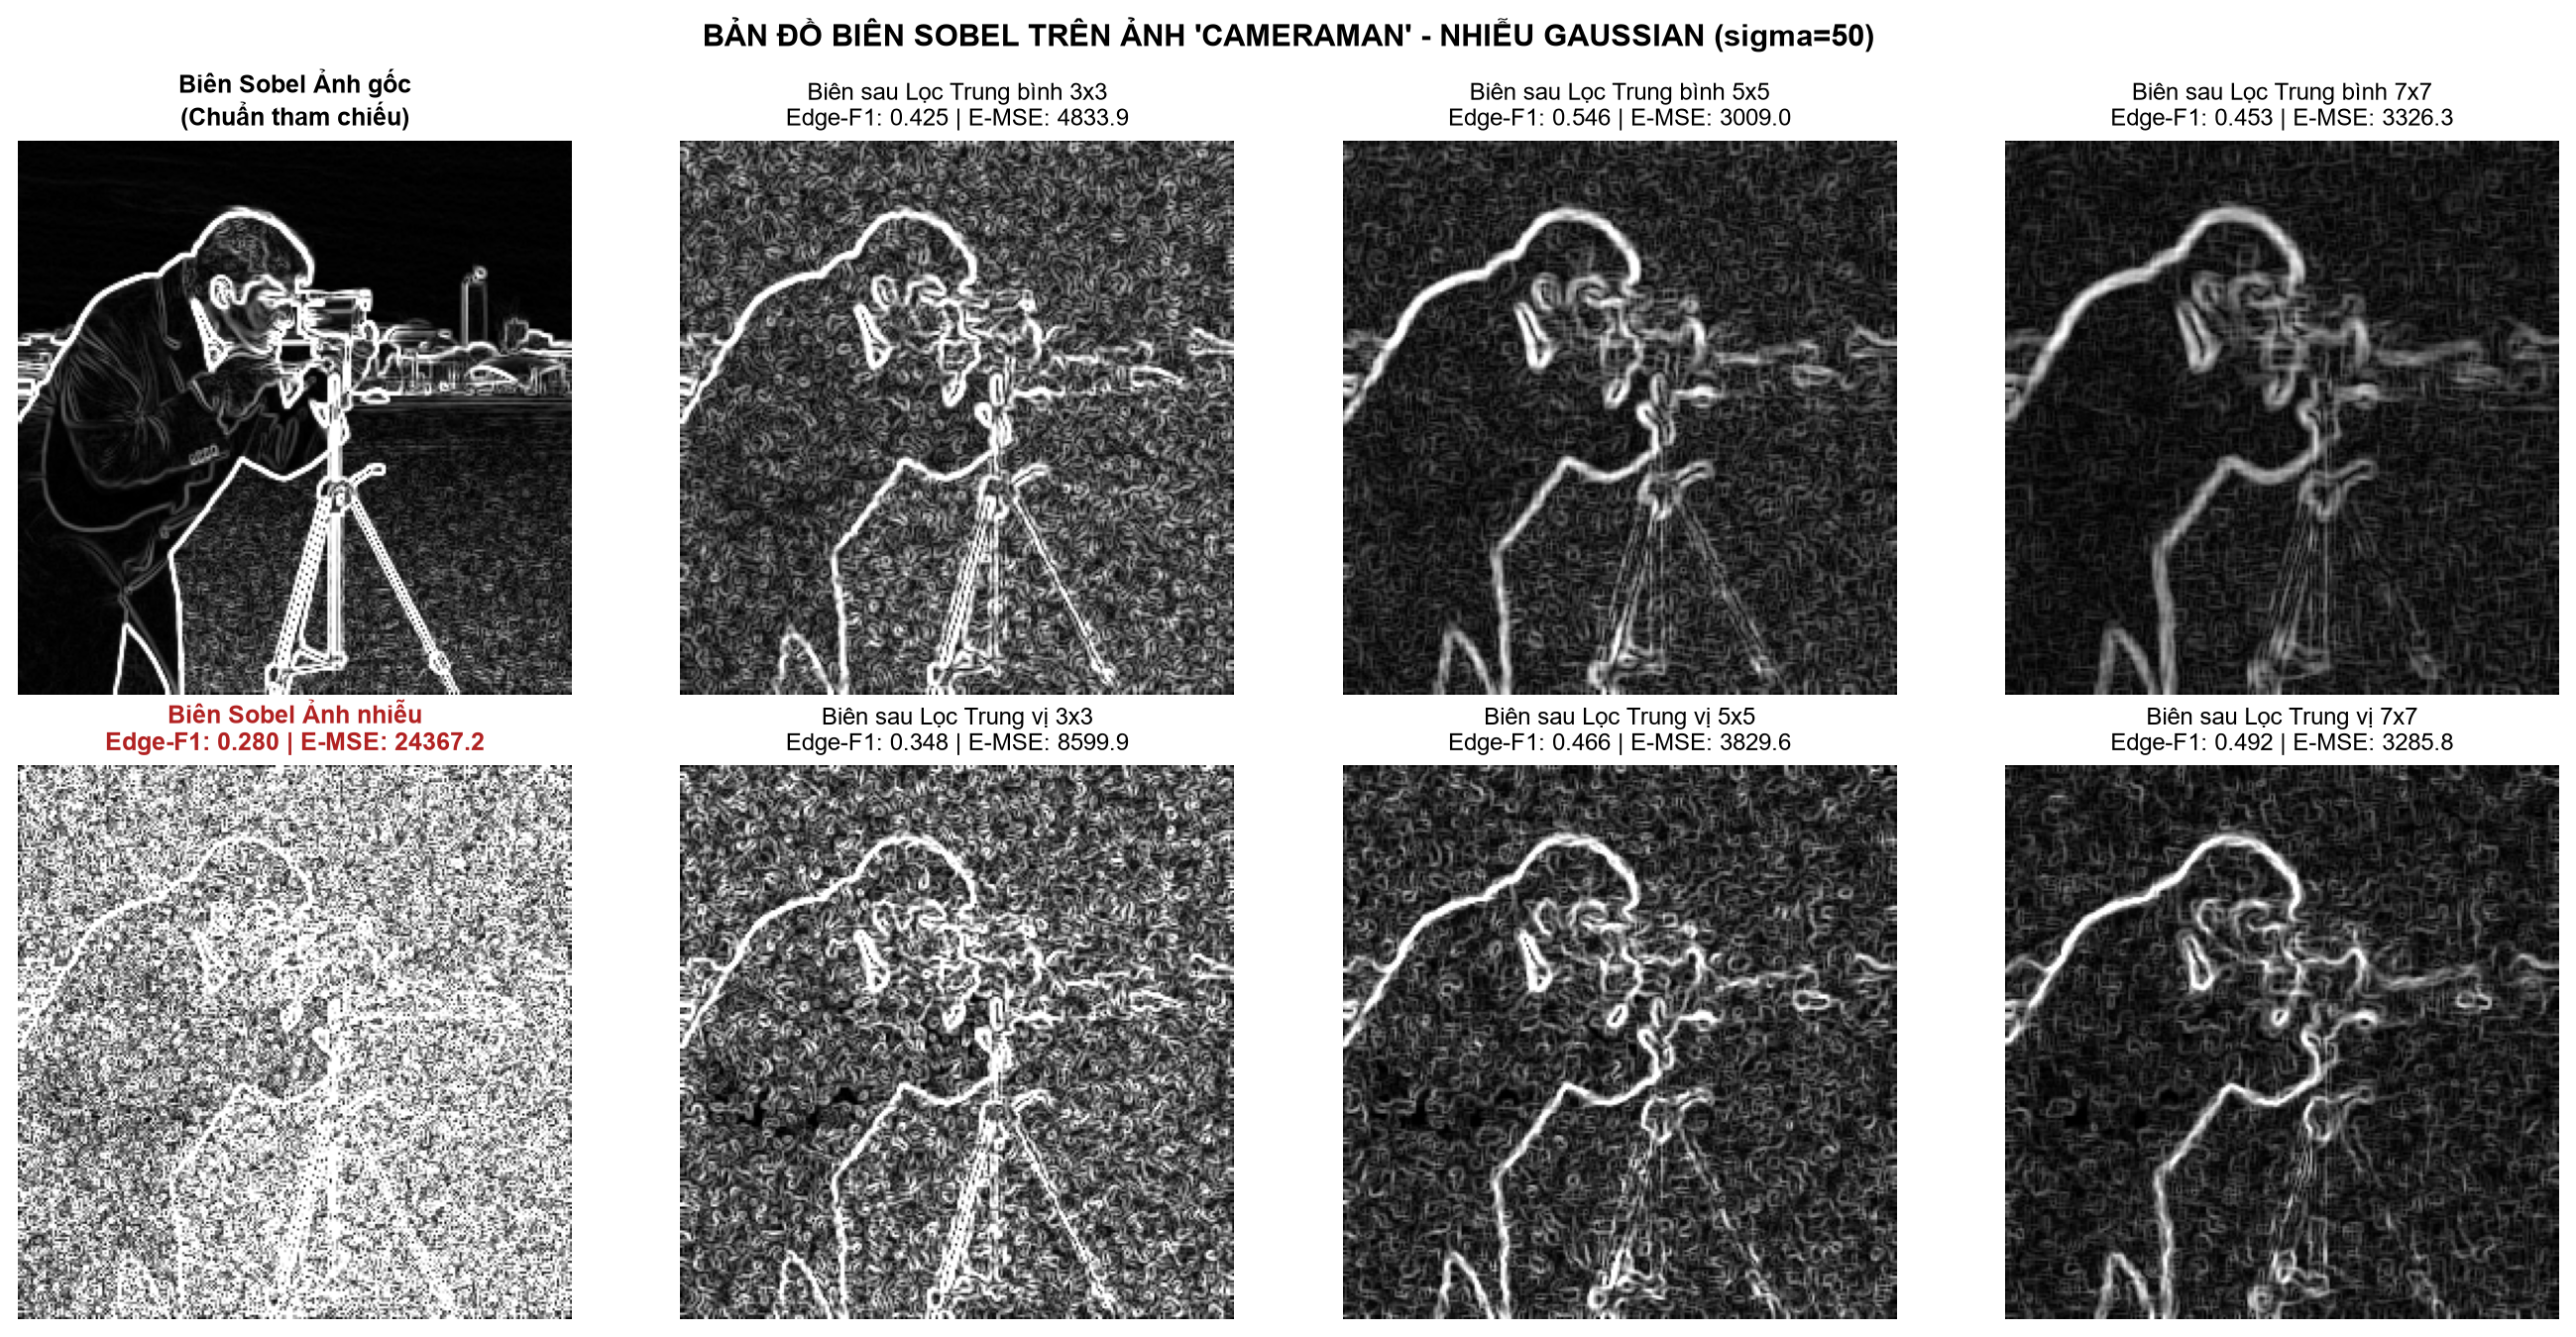 BẢN ĐỒ BIÊN SOBEL TRÊN ẢNH 'CAMERAMAN' - NHIỄU GAUSSIAN (sigma=50)
Biên Sobel Ảnh gốc
(Chuẩn tham chiếu)
Biên sau Lọc Trung bình 3x3
Edge-F1: 0.425 | E-MSE: 4833.9
Biên sau Lọc Trung bình 5x5
Edge-F1: 0.546 | E-MSE: 3009.0
Biên sau Lọc Trung bình 7x7
Edge-F1: 0.453 | E-MSE: 3326.3
Biên Sobel Ảnh nhiễu
Edge-F1: 0.280 | E-MSE: 24367.2
Biên sau Lọc Trung vị 3x3
Edge-F1: 0.348 | E-MSE: 8599.9
Biên sau Lọc Trung vị 5x5
Edge-F1: 0.466 | E-MSE: 3829.6
Biên sau Lọc Trung vị 7x7
Edge-F1: 0.492 | E-MSE: 3285.8